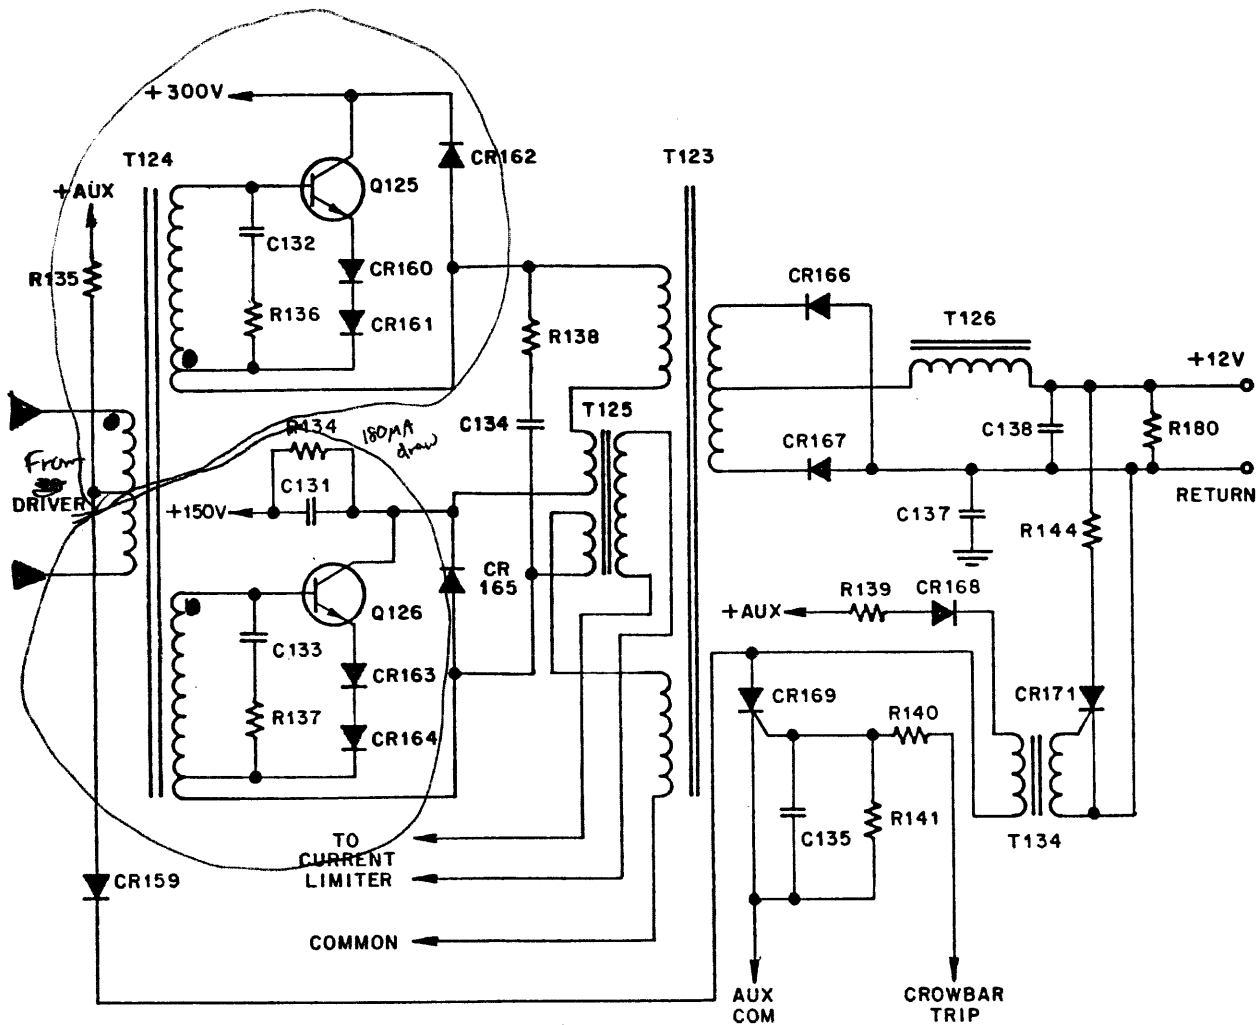 +300V
T124
CR162
T123
+AUX
Q125
C132
CR160
R135
CR166
R136
CR161
T126
R138
+12V
T125
R134
180μA
draw
C134
CR167
C138
R180
From
C131
DRIVER
RETURN
+150V
C137
R144
CR
165
R139
CR168
Q126
+AUX
C133
CR163
CR169
CR171
R137
R140
CR164
C135
R141
TO
CURRENT
LIMITER
T134
CR159
COMMON
AUX
COM
CROWBAR
TRIP